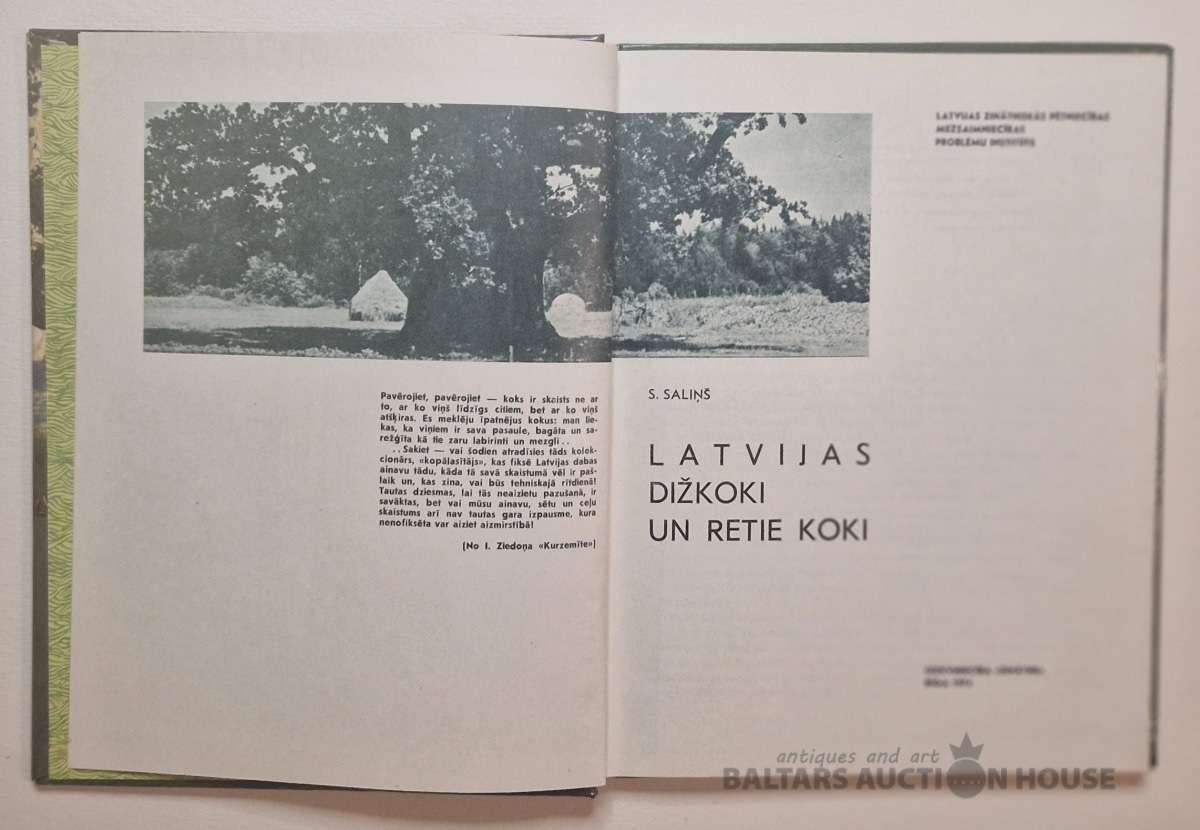 Pavērojiet, pavērojiet — koks ir skaists ne ar
to, ar ko viņš līdzīgs citiem, bet ar ko viņš
atšķiras. Es meklēju īpatnējus kokus: man lie-
kas, ka viņiem ir sava pasaule, bagāta un sa-
režģīta kā tie zaru labirinti un mezgli..
..Sakiet — vai šodien atradīsies tāds kolek-
cionārs, «kopālasītājs», kas fiksē Latvijas dabas
ainavu tādu, kāda tā savā skaistumā vēl ir paš-
laik un, kas zina, vai būs tehniskajā rītdienā!
Tautas dziesmas, lai tās neaizietu pazušanā, ir
savāktas, bet vai mūsu ainavu, sētu un ceļu
skaistums arī nav tautas gara izpausme, kura
nenofiksēta var aiziet aizmirstībā!
(No I. Ziedoņa «Kurzemīte»)
LATVIJAS ZINĀTNISKĀS PĒTNIECĪBAS
MEŽSAIMNIECĪBAS
PROBLĒMU INSTITŪTS
S. SALIŅŠ
LATVIJAS
DIŽKOKI
UN RETIE KOKI
antiques and art
BALTARS AUCTION HOUSE